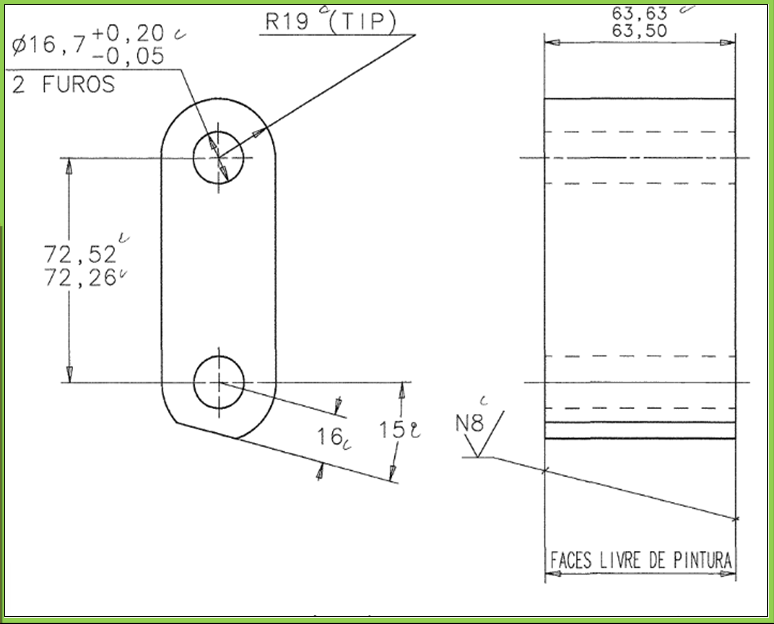 R19 (TIP)
Ø16,7 +0,20
-0,05
2 FUROS
63,63
63,50
72,52
72,26
16
15°
N8
FACES LIVRE DE PINTURA